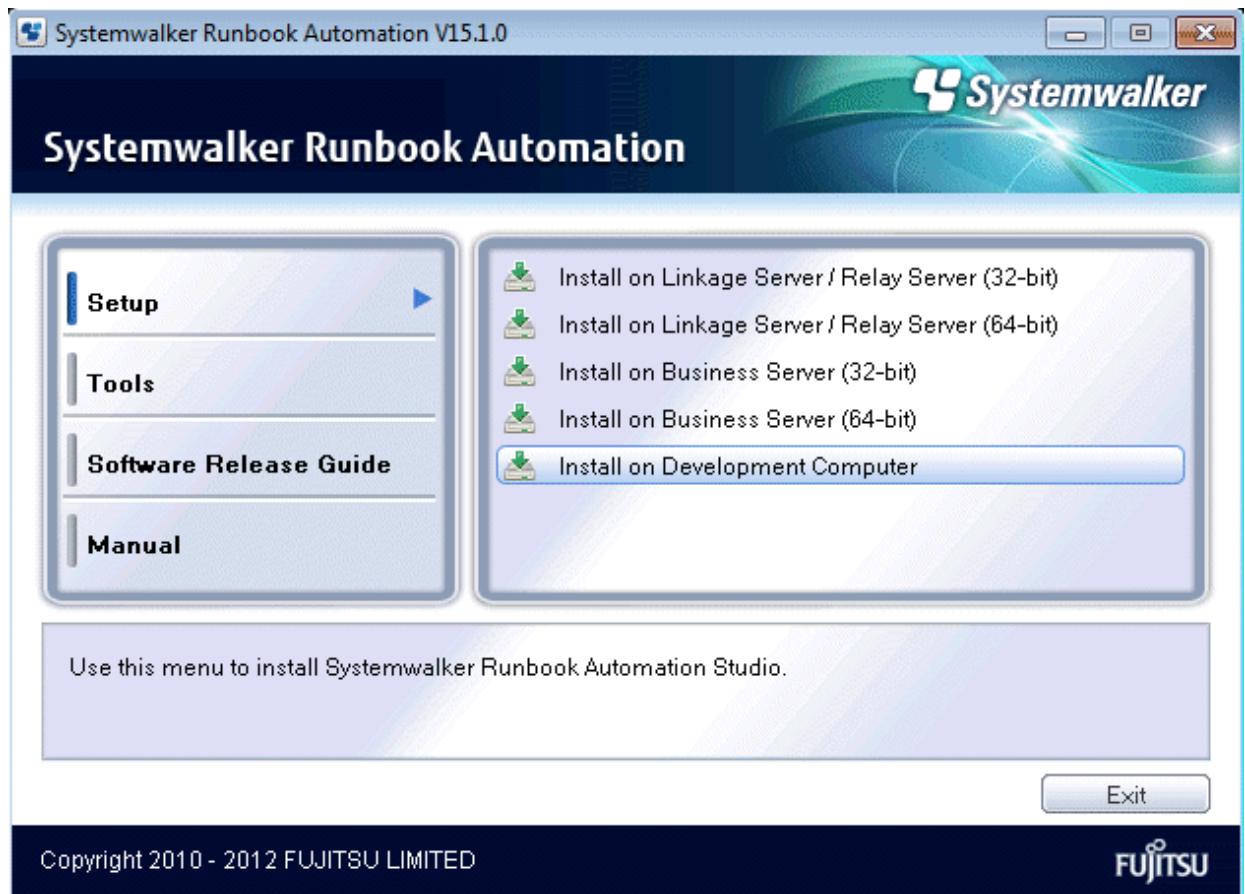 Systemwalker Runbook Automation V15.1.0
Systemwalker
Systemwalker Runbook Automation
Setup
Tools
Software Release Guide
Manual
Install on Linkage Server / Relay Server (32-bit)
Install on Linkage Server / Relay Server (64-bit)
Install on Business Server (32-bit)
Install on Business Server (64-bit)
Install on Development Computer
Use this menu to install Systemwalker Runbook Automation Studio.
Exit
Copyright 2010 - 2012 FUJITSU LIMITED
FUJITSU